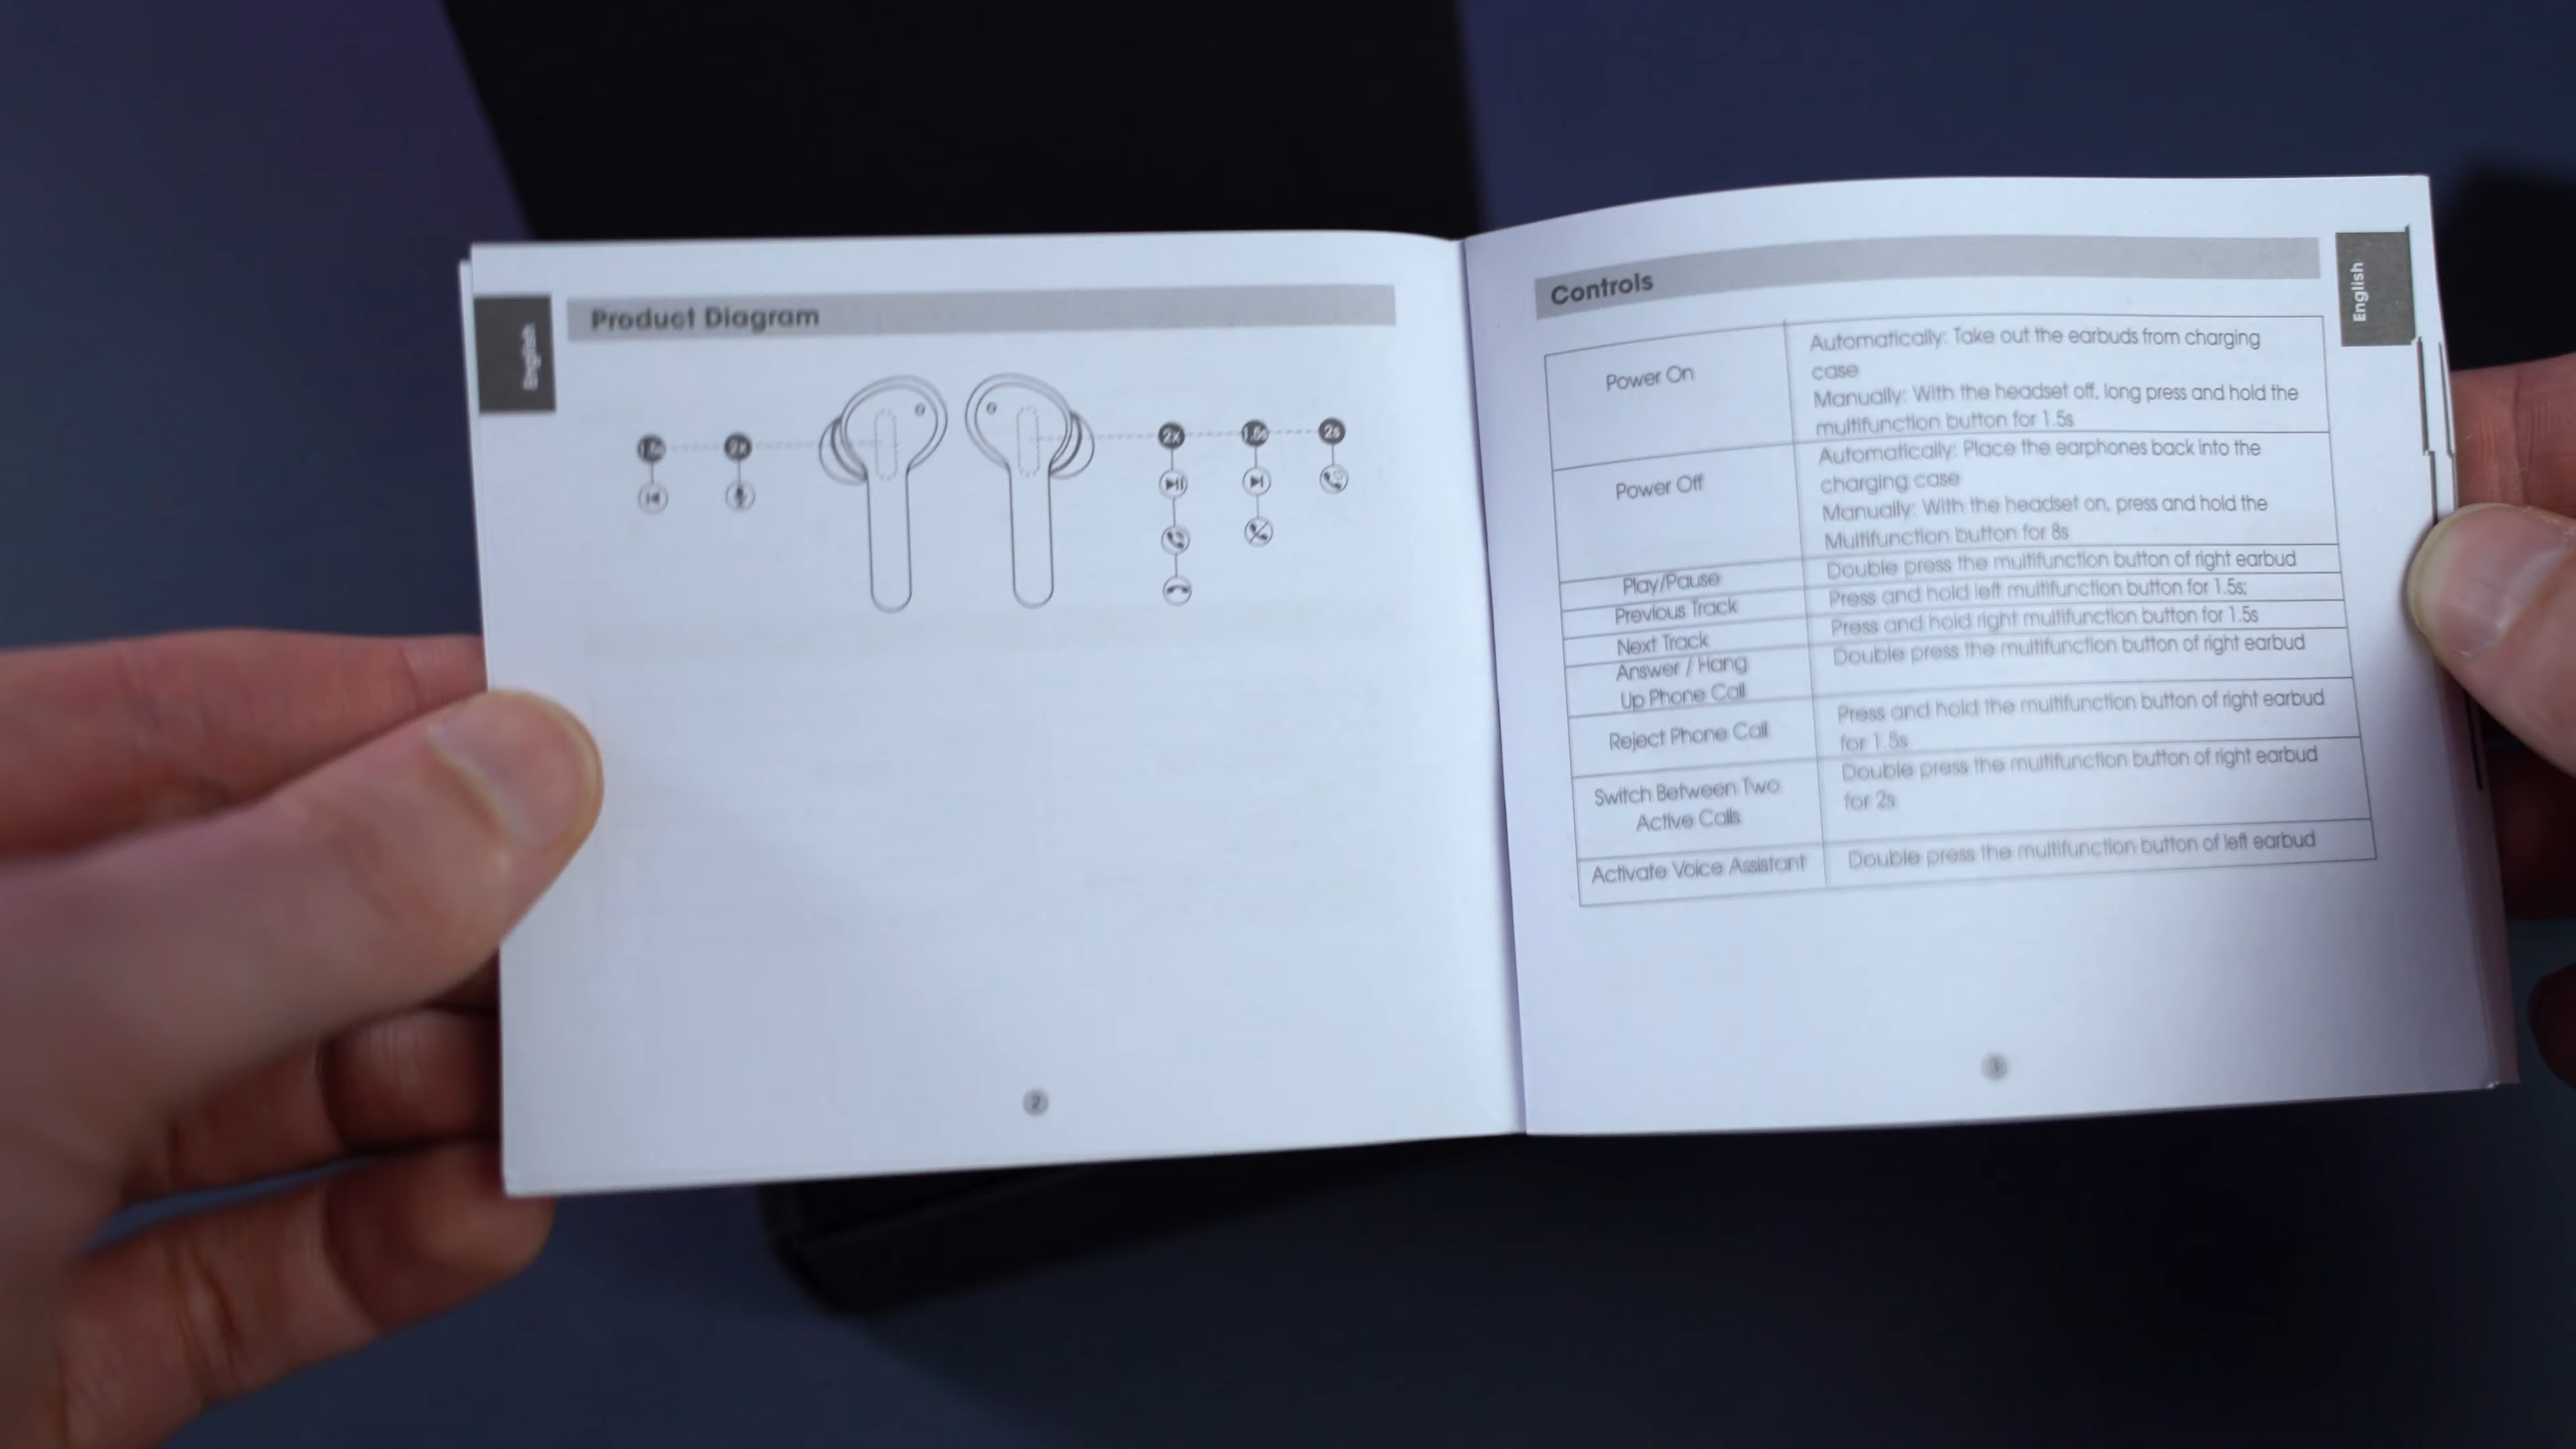 English
Product Diagram
1.5s
2x
2x
1.5s
2s
2
Controls
English
Power On
Automatically: Take out the earbuds from charging
case
Manually: With the headset off, long press and hold the
multifunction button for 1.5s
Power Off
Automatically: Place the earphones back into the
charging case
Manually: With the headset on, press and hold the
Multifunction button for 8s
Play/Pause
Double press the multifunction button of right earbud
Previous Track
Press and hold left multifunction button for 1.5s;
Next Track
Press and hold right multifunction button for 1.5s
Answer / Hang
Up Phone Call
Double press the multifunction button of right earbud
Reject Phone Call
Press and hold the multifunction button of right earbud
for 1.5s
Switch Between Two
Active Calls
Double press the multifunction button of right earbud
for 2s
Activate Voice Assistant
Double press the multifunction button of left earbud
3